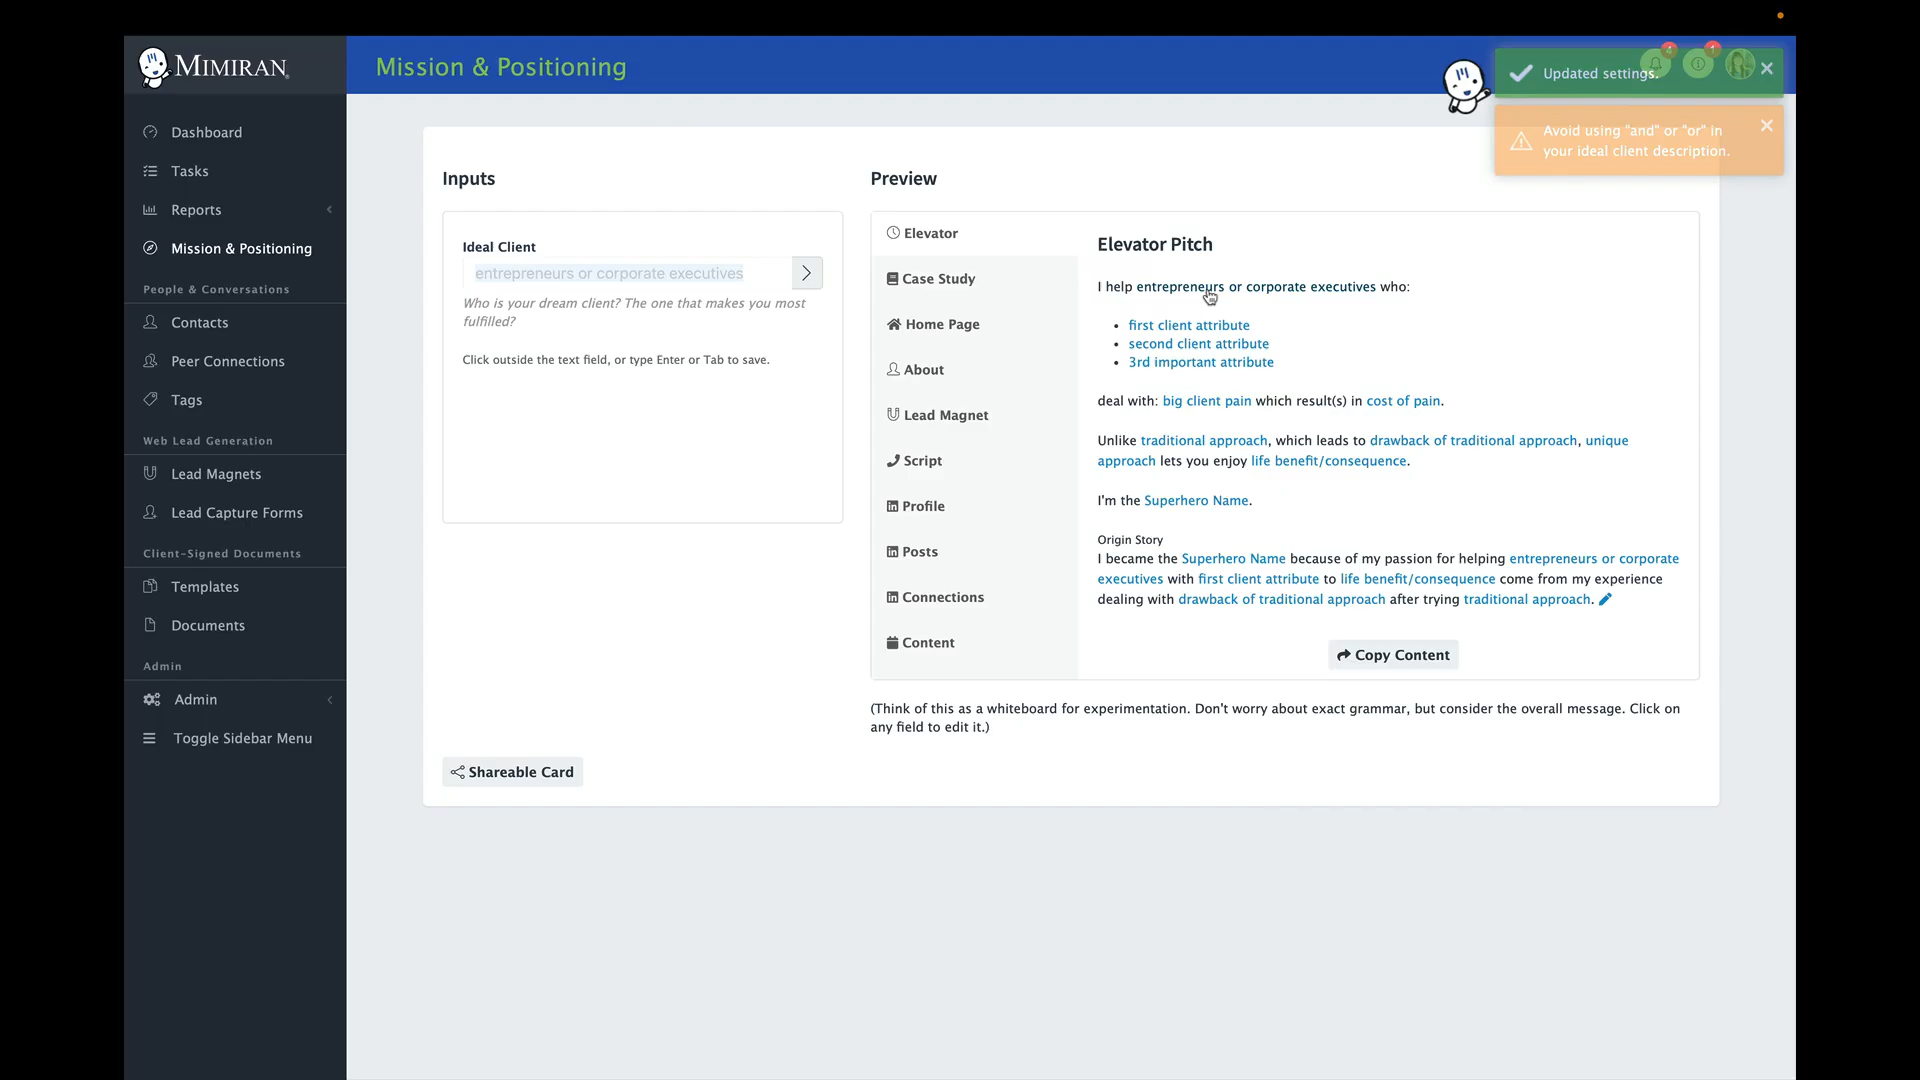 MIMIRAN
Mission & Positioning
Updated settings.
4
1
Avoid using "and" or "or" in
your ideal client description.
Dashboard
Tasks
Reports
Mission & Positioning
People & Conversations
Contacts
Peer Connections
Tags
Web Lead Generation
Lead Magnets
Lead Capture Forms
Client-Signed Documents
Templates
Documents
Admin
Admin
Toggle Sidebar Menu
Inputs
Ideal Client
entrepreneurs or corporate executives
Who is your dream client? The one that makes you most
fulfilled?
Click outside the text field, or type Enter or Tab to save.
Shareable Card
Preview
Elevator
Case Study
Home Page
About
Lead Magnet
Script
Profile
Posts
Connections
Content
Elevator Pitch
I help entrepreneurs or corporate executives who:
• first client attribute
• second client attribute
• 3rd important attribute
deal with: big client pain which result(s) in cost of pain.
Unlike traditional approach, which leads to drawback of traditional approach, unique
approach lets you enjoy life benefit/consequence.
I'm the Superhero Name.
Origin Story
I became the Superhero Name because of my passion for helping entrepreneurs or corporate
executives with first client attribute to life benefit/consequence come from my experience
dealing with drawback of traditional approach after trying traditional approach.
Copy Content
(Think of this as a whiteboard for experimentation. Don't worry about exact grammar, but consider the overall message. Click on
any field to edit it.)